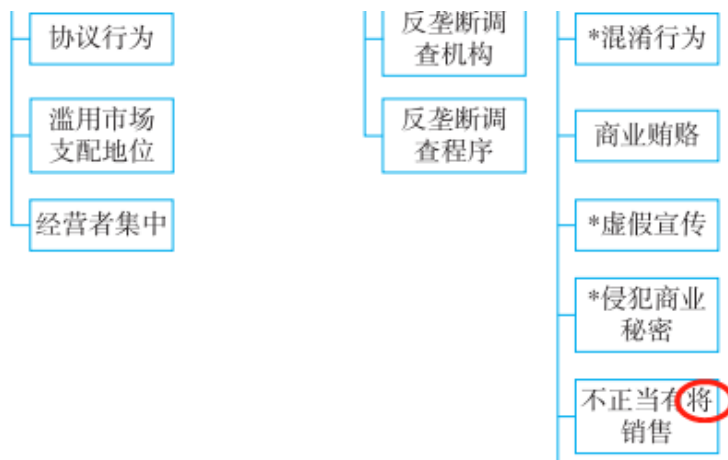 协议行为
滥用市场
支配地位
经营者集中
反垄断调
查机构
反垄断调
查程序
*混淆行为
商业贿赂
*虚假宣传
*侵犯商业
秘密
不正当有将
销售